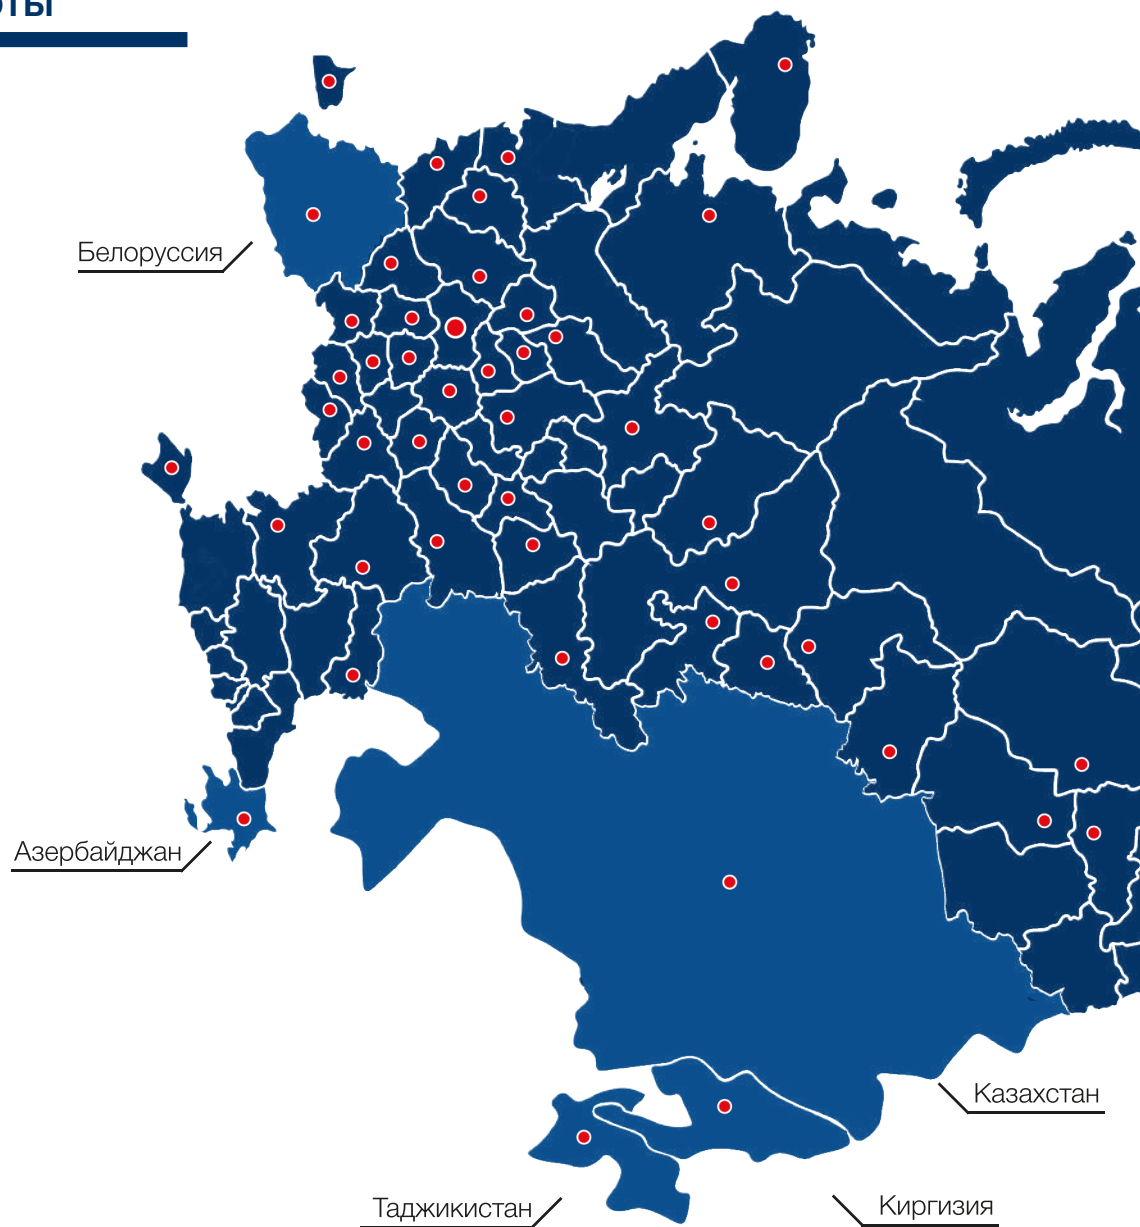 Белоруссия
Азербайджан
Казахстан
Таджикистан
Киргизия